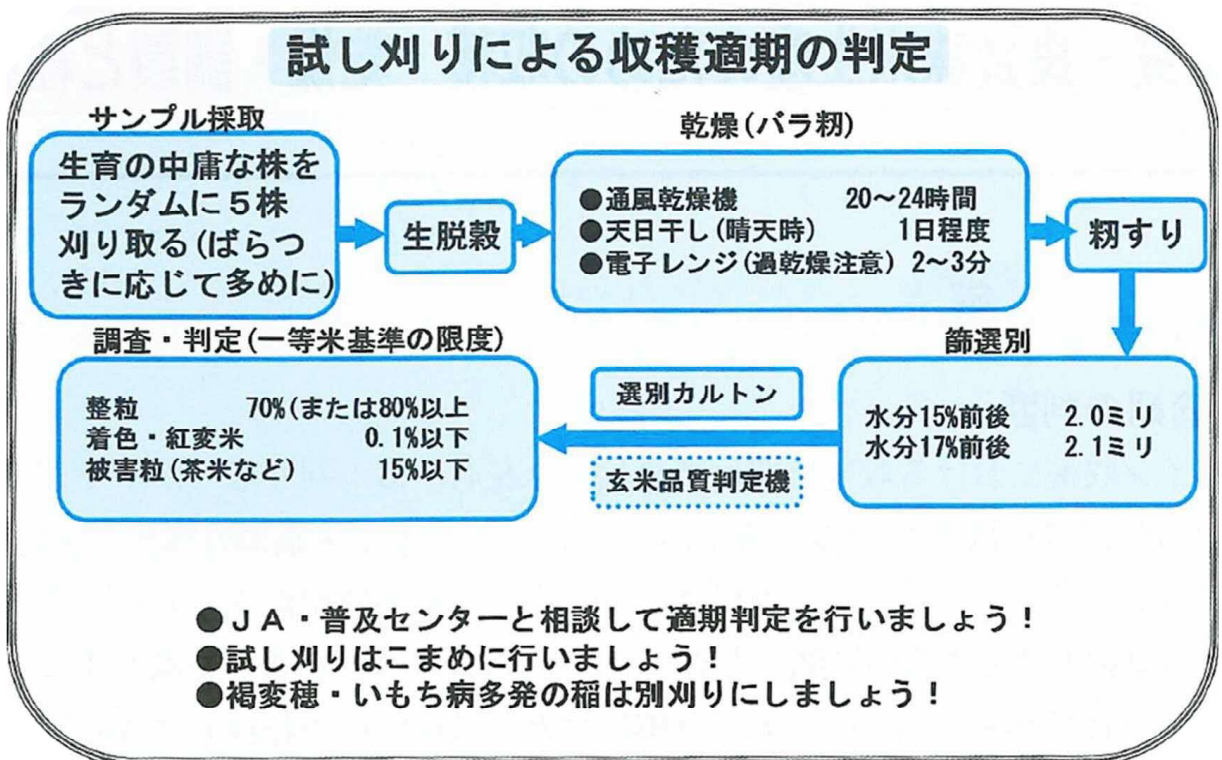 試し刈りによる収穫適期の判定
サンプル採取
生育の中庸な株を
ランダムに5株
刈り取る(ばらつ
きに応じて多めに)
生脱穀
乾燥(バラ籾)
●通風乾燥機 20～24時間
●天日干し(晴天時) 1日程度
●電子レンジ(過乾燥注意) 2～3分
籾すり
篩選別
水分15%前後 2.0ミリ
水分17%前後 2.1ミリ
選別カルトン
玄米品質判定機
調査・判定(一等米基準の限度)
整粒 70%(または80%以上
着色・紅変米 0.1%以下
被害粒(茶米など) 15%以下
●JA・普及センターと相談して適期判定を行いましょう!
●試し刈りはこまめに行いましょう!
●褐変穂・いもち病多発の稲は別刈りにしましょう!